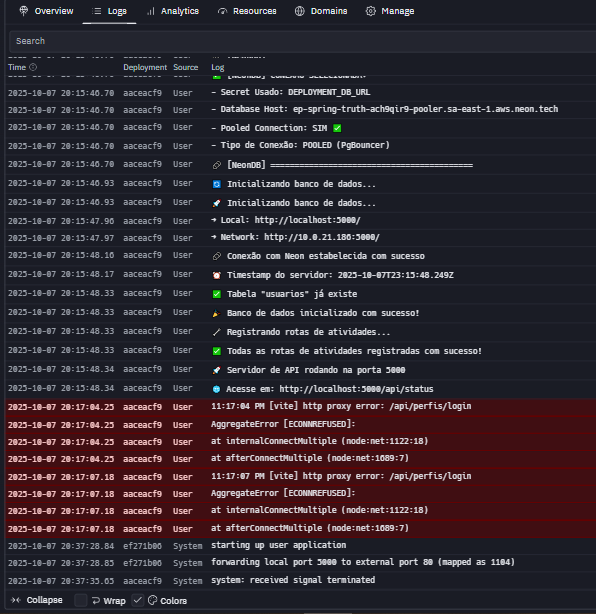 Overview Logs Analytics Resources Domains Manage
Search
Time Deployment Source Log
- Secret Usado: DEPLOYMENT_DB_URL
2025-10-07 20:15:46.70 aaceacf9 User
2025-10-07 20:15:46.70 aaceacf9 User - Database Host: ep-spring-truth-ach9qir9-pooler.sa-east-1.aws.neon.tech
2025-10-07 20:15:46.70 aaceacf9 User - Pooled Connection: SIM ✅
2025-10-07 20:15:46.70 aaceacf9 User - Tipo de Conexão: POOLED (PgBouncer)
2025-10-07 20:15:46.70 aaceacf9 User 🔗 [NeonDB] ==========================================
2025-10-07 20:15:46.93 aaceacf9 User 🔄 Inicializando banco de dados...
2025-10-07 20:15:46.93 aaceacf9 User 🚀 Inicializando banco de dados...
2025-10-07 20:15:47.96 aaceacf9 User ➜ Local: http://localhost:5000/
2025-10-07 20:15:47.97 aaceacf9 User ➜ Network: http://10.0.21.186:5000/
2025-10-07 20:15:48.16 aaceacf9 User 🔗 Conexão com Neon estabelecida com sucesso
2025-10-07 20:15:48.17 aaceacf9 User ⏰ Timestamp do servidor: 2025-10-07T23:15:48.249Z
2025-10-07 20:15:48.33 aaceacf9 User ✅ Tabela "usuarios" já existe
2025-10-07 20:15:48.33 aaceacf9 User 🎉 Banco de dados inicializado com sucesso!
2025-10-07 20:15:48.33 aaceacf9 User Registrando rotas de atividades...
2025-10-07 20:15:48.33 aaceacf9 User ✅ Todas as rotas de atividades registradas com sucesso!
2025-10-07 20:15:48.34 aaceacf9 User 🚀 Servidor de API rodando na porta 5000
2025-10-07 20:15:48.34 aaceacf9 User 🌐 Acesse em: http://localhost:5000/api/status
2025-10-07 20:17:04.25 aaceacf9 User 11:17:04 PM [vite] http proxy error: /api/perfis/login
2025-10-07 20:17:04.25 aaceacf9 User AggregateError [ECONNREFUSED]:
2025-10-07 20:17:04.25 aaceacf9 User at internalConnectMultiple (node:net:1122:18)
2025-10-07 20:17:04.25 aaceacf9 User at afterConnectMultiple (node:net:1689:7)
2025-10-07 20:17:07.18 aaceacf9 User 11:17:07 PM [vite] http proxy error: /api/perfis/login
2025-10-07 20:17:07.18 aaceacf9 User AggregateError [ECONNREFUSED]:
2025-10-07 20:17:07.18 aaceacf9 User at internalConnectMultiple (node:net:1122:18)
2025-10-07 20:17:07.18 aaceacf9 User at afterConnectMultiple (node:net:1689:7)
2025-10-07 20:37:28.84 ef271b06 System starting up user application
2025-10-07 20:37:28.85 ef271b06 System forwarding local port 5000 to external port 80 (mapped as 1104)
2025-10-07 20:37:35.65 aaceacf9 System system: received signal terminated
Collapse Wrap Colors